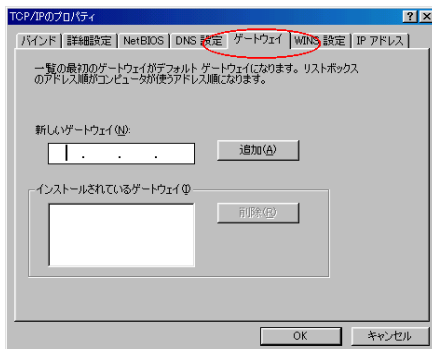 TCP/IPのプロパティ
バインド 詳細設定 NetBIOS DNS 設定 ゲートウェイ WINS 設定 IP アドレス
一覧の最初のゲートウェイがデフォルト ゲートウェイになります。リストボックス
のアドレス順がコンピュータが使うアドレス順になります。
新しいゲートウェイ(N):
追加(A)
インストールされているゲートウェイ(I)
削除(R)
OK キャンセル